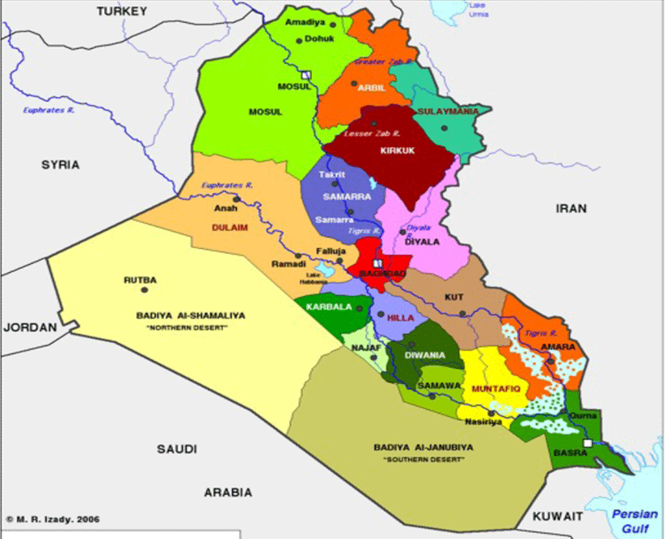 Lake
Urmia
TURKEY
Amadiya
Dohuk
Greater Zab R.
MOSUL
ARBIL
Euphrates R.
MOSUL
SULAYMANIA
Lesser Zab R.
KIRKUK
SYRIA
Takrit
Euphrates R.
SAMARRA
Anah
IRAN
Samarra
DULAIM
Tigris R.
Diyala
R.
DIYALA
Falluja
Ramadi
BAGHDAD
Lake
Habbaniya
RUTBA
KUT
KARBALA
BADIYA Al-SHAMALIYA
HILLA
"NORTHERN DESERT"
JORDAN
Tigris R.
AMARA
NAJAF
DIWANIA
SAMAWA
MUNTAFIQ
Qurna
Nasiriya
BADIYA Al-JANUBIYA
SAUDI
BASRA
"SOUTHERN DESERT"
ARABIA
© M. R. Izady. 2006
KUWAIT
Persian
Gulf